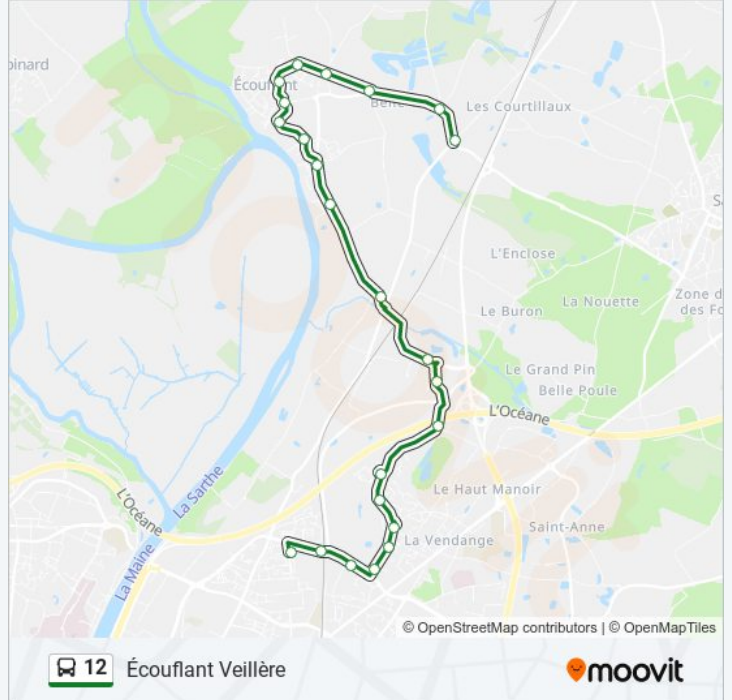 pinard
Écouflant
Les Courtillaux
L'Enclose
Zone d
des Fo
La Nouette
Le Buron
Le Grand Pin
Belle Poule
L'Océane
Le Haut Manoir
La Sarthe
L'Océane
Saint-Anne
La Vendange
La Maine
© OpenStreetMap contributors | © OpenMapTiles
12 Écouflant Veillère
moovit